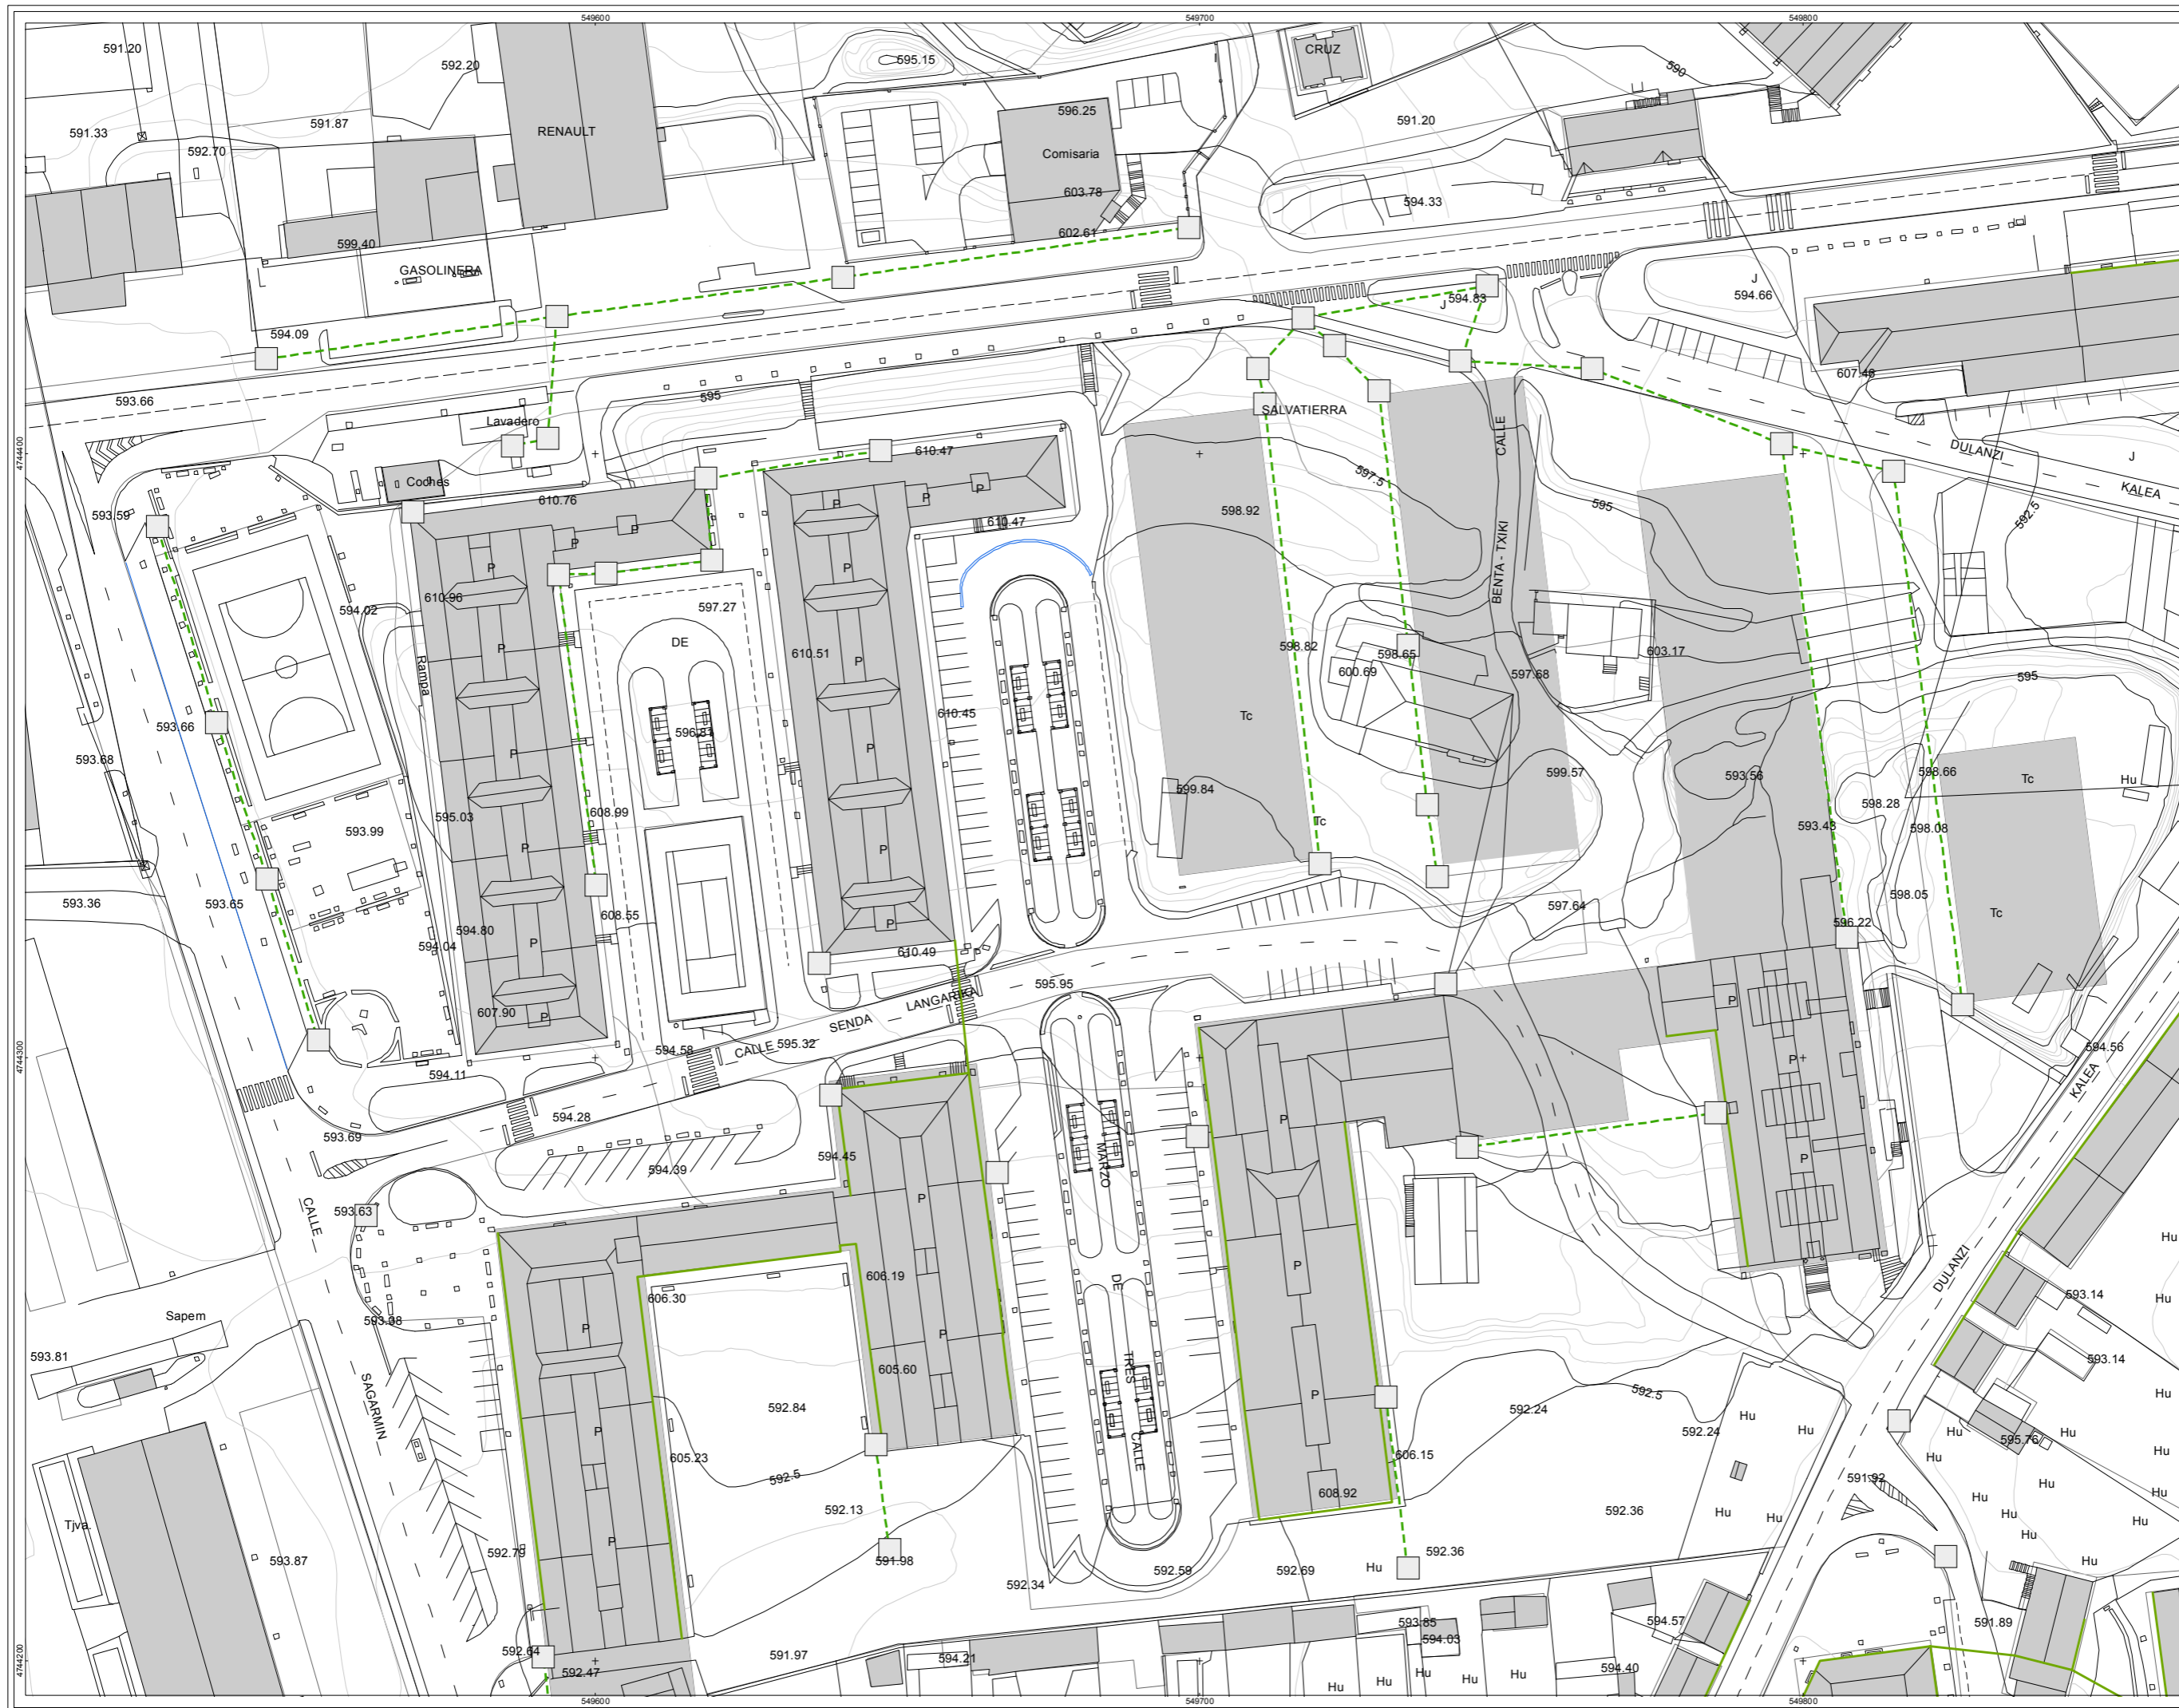 549600
549700
549800
591.20
592.20
595.15
CRUZ
590
591.33
591.87
RENAULT
596.25
591.20
592.70
Comisaria
603.78
594.33
599.40
602.61
GASOLINERA
594.09
594.83
J
J
594.66
607.48
593.66
595
Lavadero
SALVATIERRA
CALLE
DULANZI
KALEA
J
4744400
610.47
Coches
610.76
597.5
595
592.5
593.59
P
P
P
P
P
598.92
610.47
BENTA - TXIKI
P
P
610.96
594.02
597.27
DE
Rampa
P
610.51
P
598.82
598.65
600.69
597.68
603.17
595
593.66
P
596.81
610.45
Tc
593.68
P
599.57
593.56
598.66
Tc
Hu
595.03
608.99
599.84
598.28
593.99
Tc
593.43
598.08
P
P
593.36
593.65
608.55
597.64
598.05
Tc
594.80
594.04
P
P
610.49
596.22
595.95
607.90
P
CALLE
SENDA
LANGARIKA
P
594.58
595.32
594.56
4744300
P
KALEA
594.11
594.28
P
593.69
594.45
594.39
MARZO
P
CALLE
593.63
P
Hu
DE
P
DULANZI
606.19
606.30
Sapem
593.38
593.14
Hu
P
P
593.81
605.60
TRES
593.14
SAGARMIN
P
592.5
Hu
592.84
592.24
592.24
Hu
Hu
P
CALLE
Hu
595.76
Hu
605.23
592.5
606.15
Hu
Hu
591.92
608.92
Hu
Hu
592.13
592.36
Hu
Hu
Hu
Hu
Tjva.
P
Hu
593.87
592.79
591.98
592.34
592.59
592.69
Hu
592.36
Hu
593.85
594.03
594.57
591.89
592.64
592.47
591.97
594.21
594.40
4744200
Hu
Hu
Hu
Hu
Hu
549600
549700
549800